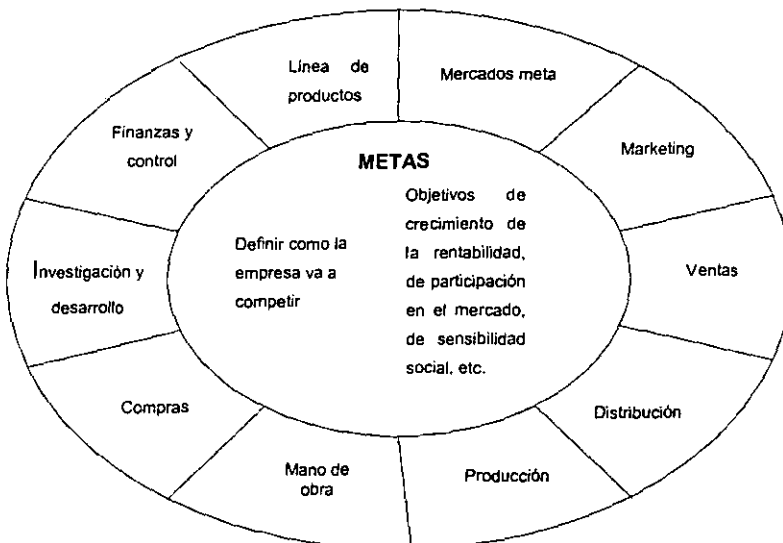 Línea de
productos
Mercados meta
Marketing
Ventas
Distribución
Producción
Mano de
obra
Compras
Investigación y
desarrollo
Finanzas y
control
METAS
Definir como la
empresa va a
competir
Objetivos de
crecimiento de
la rentabilidad,
de participación
en el mercado,
de sensibilidad
social, etc.